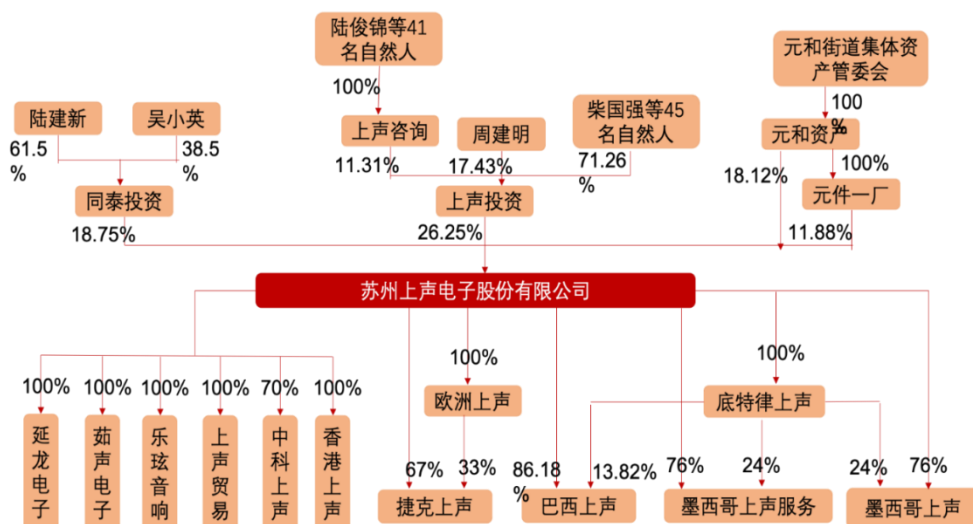 陆俊锦等41
名自然人
元和街道集体资
产管委会
100%
柴国强等45
名自然人
100
%
陆建新
吴小英
上声咨询
周建明
元和资产
61.5
%
38.5
%
11.31%
17.43%
71.26
%
18.12%
100%
同泰投资
上声投资
元件一厂
18.75%
26.25%
11.88%
苏州上声电子股份有限公司
100%
100%
100%
100%
100%
100%
70%
100%
欧洲上声
底特律上声
延龙电子
茹声电子
乐玹音响
上声贸易
中科上声
香港上声
67%
33%
86.18
%
13.82%
76%
24%
24%
76%
捷克上声
巴西上声
墨西哥上声服务
墨西哥上声